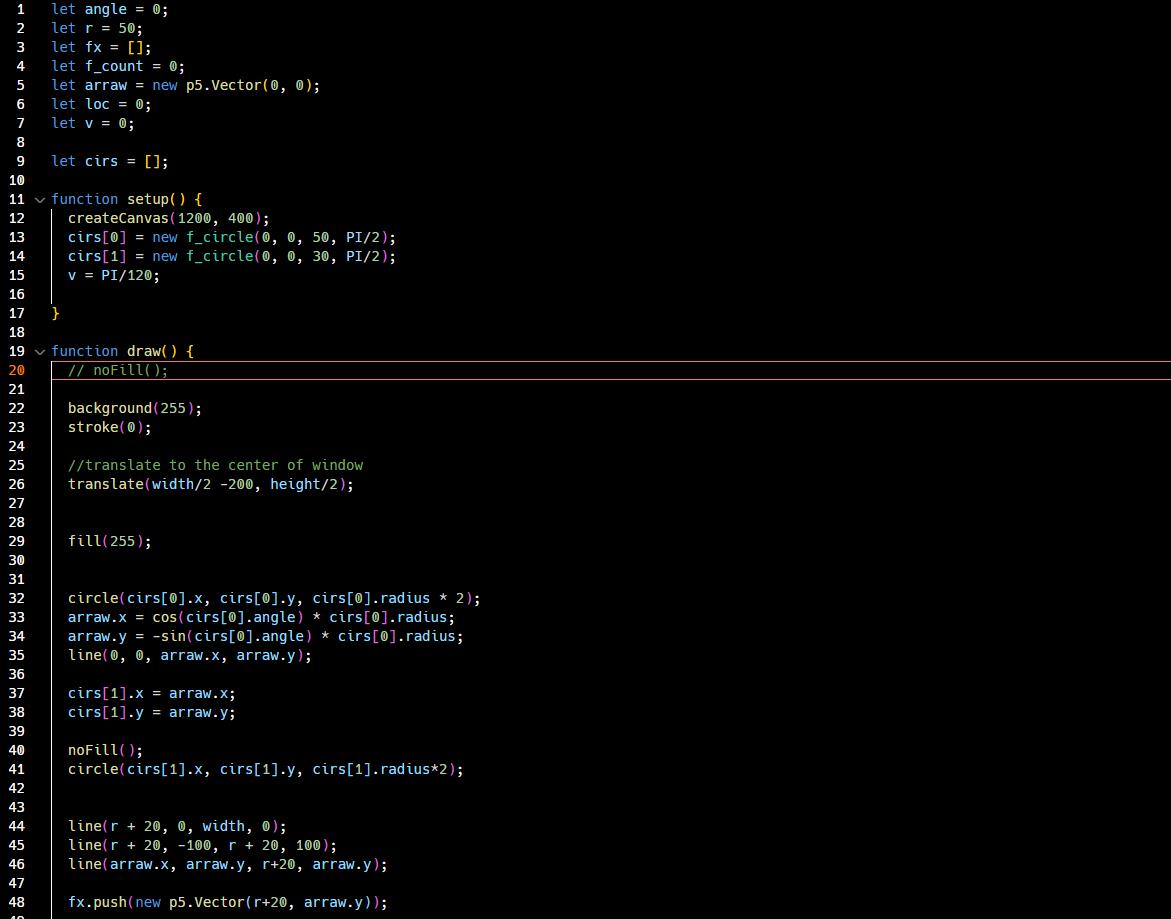 1 let angle = 0;
2 let r = 50;
3 let fx = [];
4 let f_count = 0;
5 let arraw = new p5.Vector(0, 0);
6 let loc = 0;
7 let v = 0;
8
9 let cirs = [];
10
11 function setup() {
12 createCanvas(1200, 400);
13 cirs[0] = new f_circle(0, 0, 50, PI/2);
14 cirs[1] = new f_circle(0, 0, 30, PI/2);
15 v = PI/120;
16
17 }
18
19 function draw() {
20 // noFill();
21
22 background(255);
23 stroke(0);
24
25 //translate to the center of window
26 translate(width/2 -200, height/2);
27
28
29 fill(255);
30
31
32 circle(cirs[0].x, cirs[0].y, cirs[0].radius * 2);
33 arraw.x = cos(cirs[0].angle) * cirs[0].radius;
34 arraw.y = -sin(cirs[0].angle) * cirs[0].radius;
35 line(0, 0, arraw.x, arraw.y);
36
37 cirs[1].x = arraw.x;
38 cirs[1].y = arraw.y;
39
40 noFill();
41 circle(cirs[1].x, cirs[1].y, cirs[1].radius*2);
42
43
44 line(r + 20, 0, width, 0);
45 line(r + 20, -100, r + 20, 100);
46 line(arraw.x, arraw.y, r+20, arraw.y);
47
48 fx.push(new p5.Vector(r+20, arraw.y));